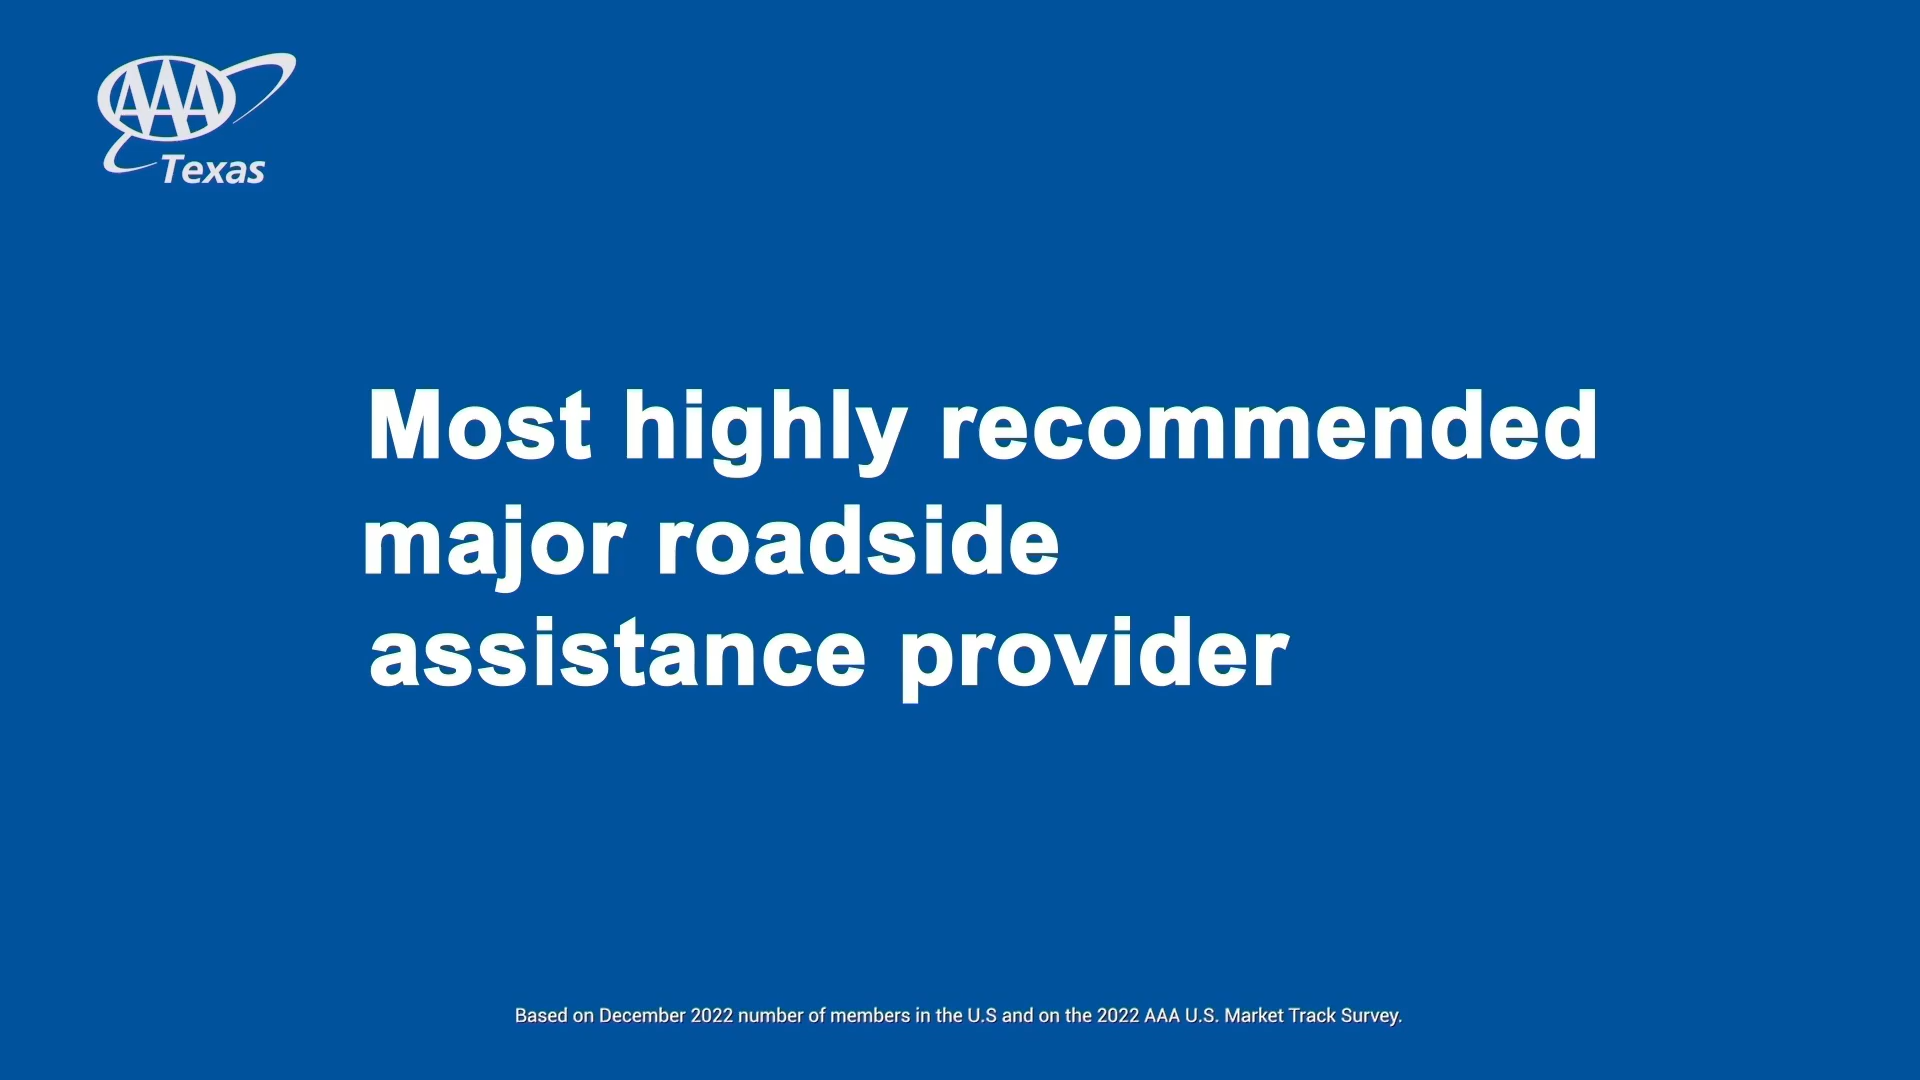 AAA
Texas
Most highly recommended
major roadside
assistance provider
Based on December 2022 number of members in the U.S and on the 2022 AAA U.S. Market Track Survey.